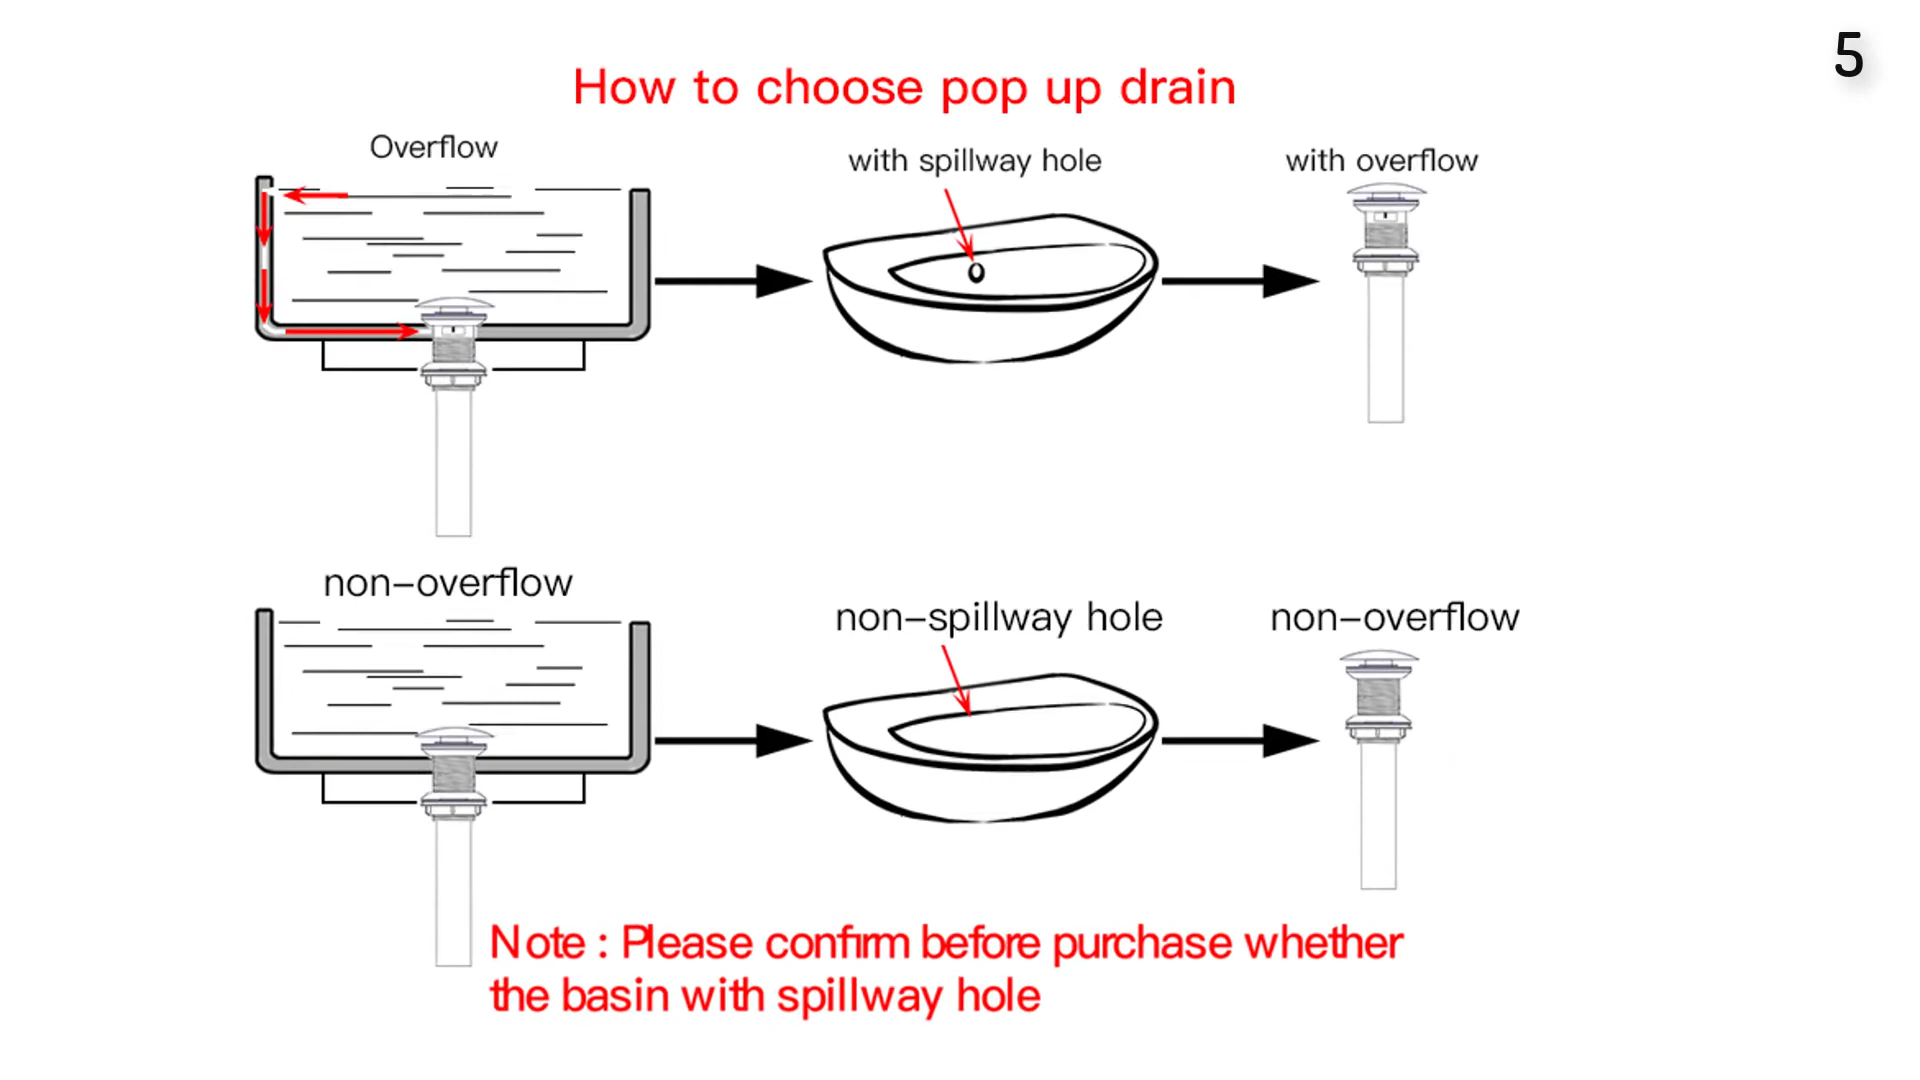 5
How to choose pop up drain
Overflow
with spillway hole
with overflow
non-overflow
non-spillway hole
non-overflow
Note : Please confirm before purchase whether
the basin with spillway hole